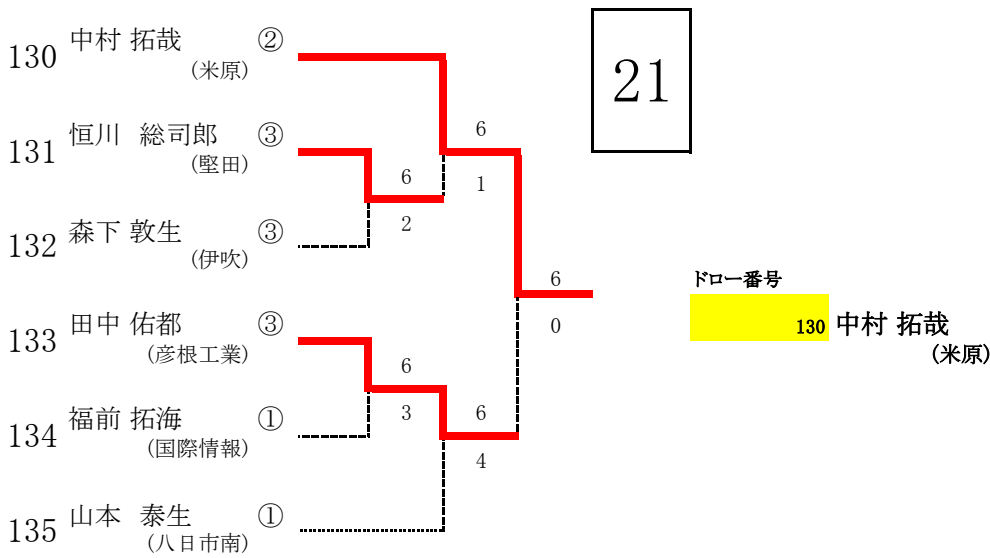 130 中村 拓哉 ②
(米原)
21
131 恒川 総司郎 ③
(堅田)
6
1
6
2
132 森下 敦生 ③
(伊吹)
6
0
ドロー番号
130 中村 拓哉
(米原)
133 田中 佑都 ③
(彦根工業)
6
3
134 福前 拓海 ①
(国際情報)
6
4
135 山本 泰生 ①
(八日市南)